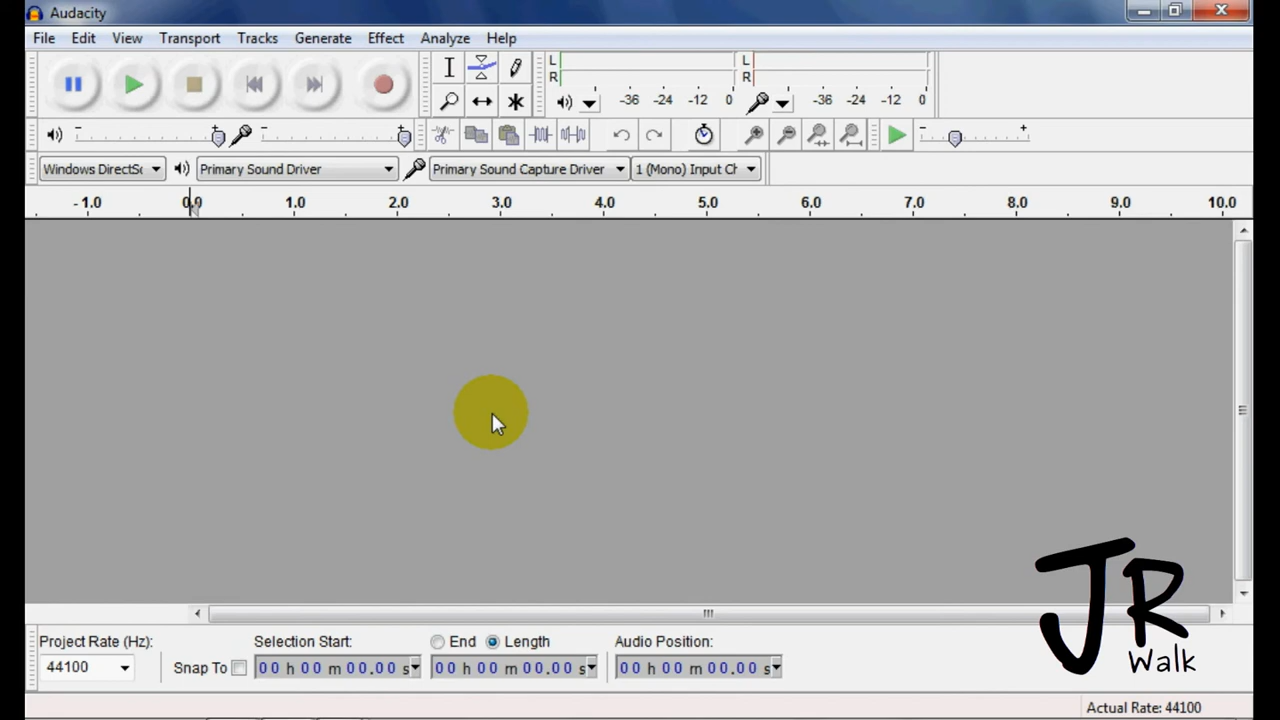 Audacity
File Edit View Transport Tracks Generate Effect Analyze Help
L
R
-36 -24 -12 0
L
R
-36 -24 -12 0
Primary Sound Driver
Primary Sound Capture Driver
1 (Mono) Input Ch
- 1.0 0.0 1.0 2.0 3.0 4.0 5.0 6.0 7.0 8.0 9.0 10.0
Project Rate (Hz): Selection Start: End Length Audio Position:
44100 Snap To 00 h 00 m 00.00 s 00 h 00 m 00.00 s 00 h 00 m 00.00 s
JR
Walk
Actual Rate: 44100